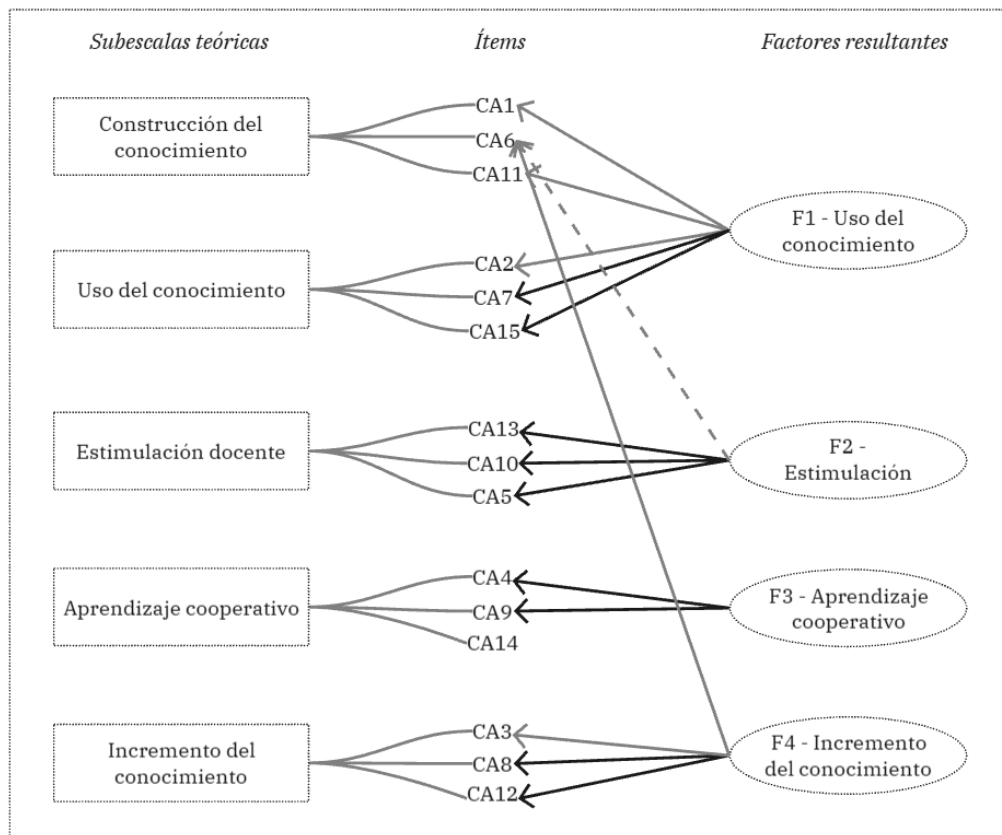 Subescalas teóricas
Ítems
Factores resultantes
Construcción del
conocimiento
CA1
CA6
CA11
F1 - Uso del
conocimiento
Uso del conocimiento
CA2
CA7
CA15
Estimulación docente
CA13
CA10
CA5
F2 -
Estimulación
Aprendizaje cooperativo
CA4
CA9
CA14
F3 - Aprendizaje
cooperativo
Incremento del
conocimiento
CA3
CA8
CA12
F4 - Incremento
del conocimiento